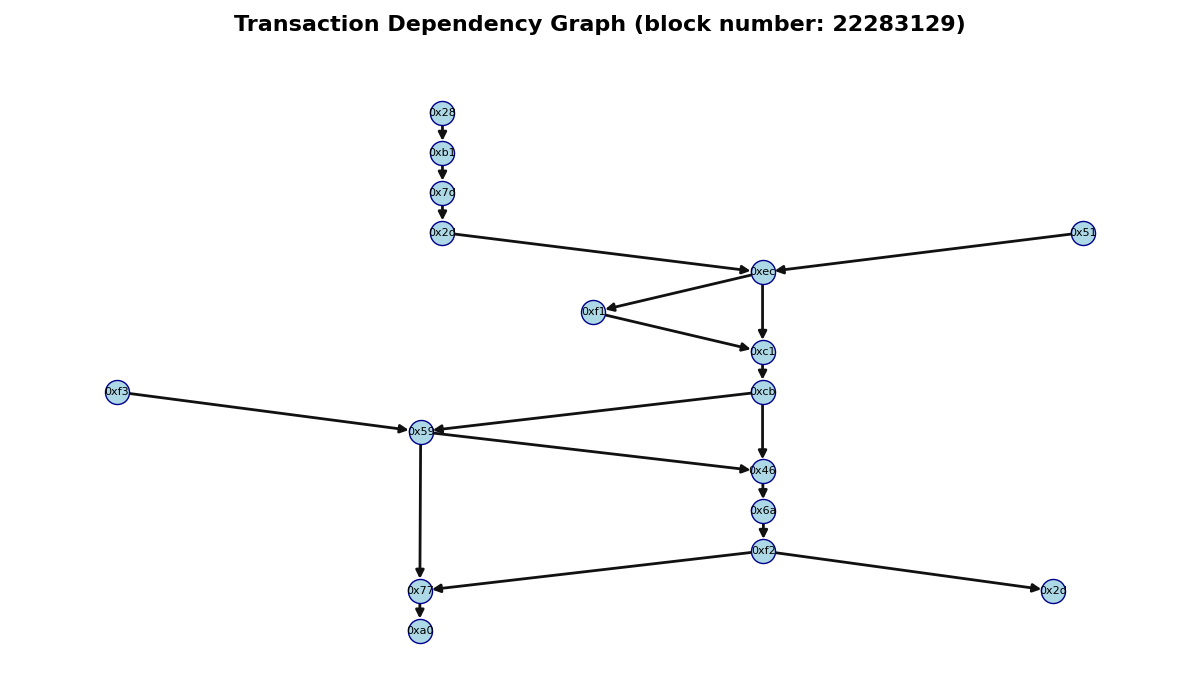 Transaction Dependency Graph (block number: 22283129)
0x28
0xb1
0x7d
0x2d
0x51
0xec
0xf1
0xc1
0xf3
0xcb
0x59
0x46
0x6a
0xf2
0x77
0x2d
0xa0